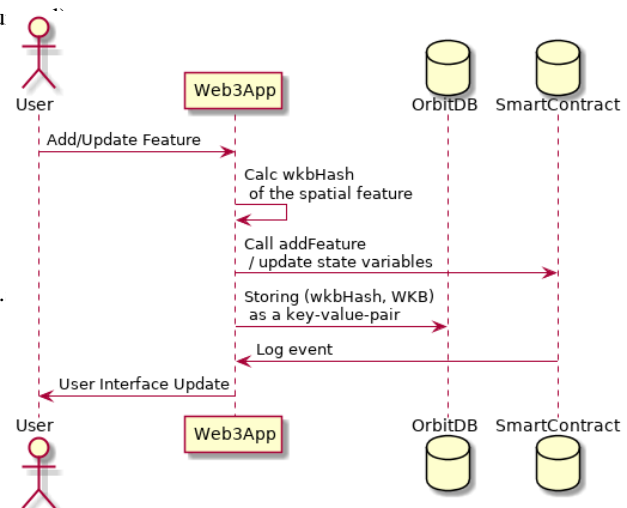 User
Web3App
OrbitDB
SmartContract
Add/Update Feature
Calc wkbHash
of the spatial feature
Call addFeature
/ update state variables
Storing (wkbHash, WKB)
as a key-value-pair
Log event
User Interface Update
User
Web3App
OrbitDB
SmartContract